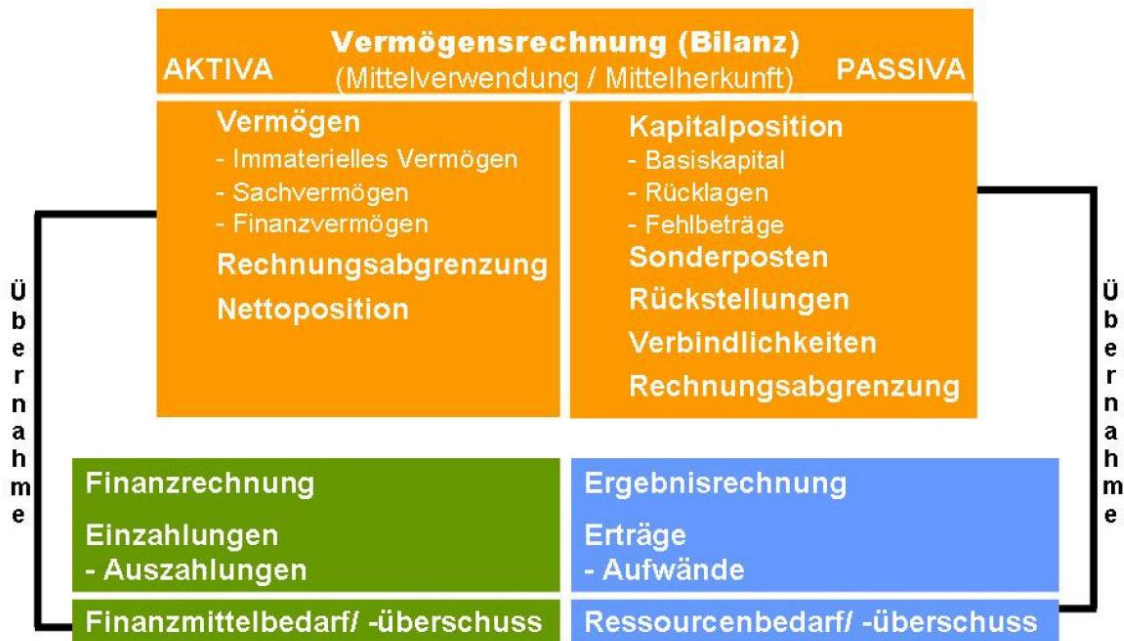 Vermögensrechnung (Bilanz)
AKTIVA
(Mittelverwendung / Mittelherkunft)
PASSIVA
Vermögen
- Immaterielles Vermögen
- Sachvermögen
- Finanzvermögen
Rechnungsabgrenzung
Nettoposition
Kapitalposition
- Basiskapital
- Rücklagen
- Fehlbeträge
Sonderposten
Rückstellungen
Verbindlichkeiten
Rechnungsabgrenzung
Übernahme
Übernahme
Finanzrechnung
Einzahlungen
- Auszahlungen
Finanzmittelbedarf/ -überschuss
Ergebnisrechnung
Erträge
- Aufwände
Ressourcenbedarf/ -überschuss